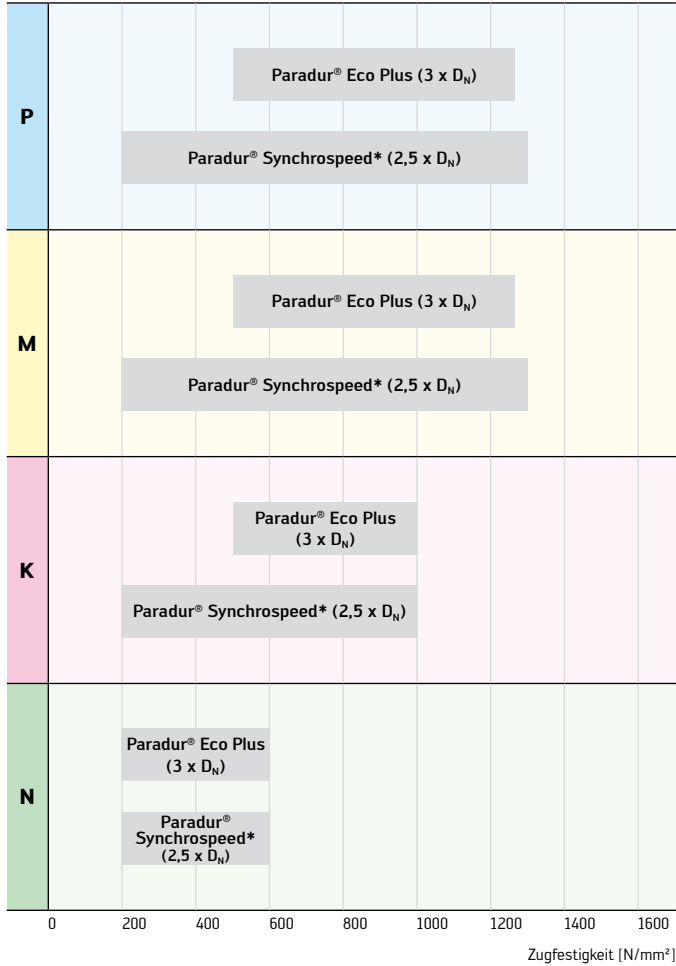 P
Paradur® Eco Plus (3 x DN)
Paradur® Synchrospeed* (2,5 x DN)
M
Paradur® Eco Plus (3 x DN)
Paradur® Synchrospeed* (2,5 x DN)
K
Paradur® Eco Plus
(3 x DN)
Paradur® Synchrospeed* (2,5 x DN)
N
Paradur® Eco Plus
(3 x DN)
Paradur®
Synchrospeed*
(2,5 x DN)
0 200 400 600 800 1000 1200 1400 1600
Zugfestigkeit [N/mm²]